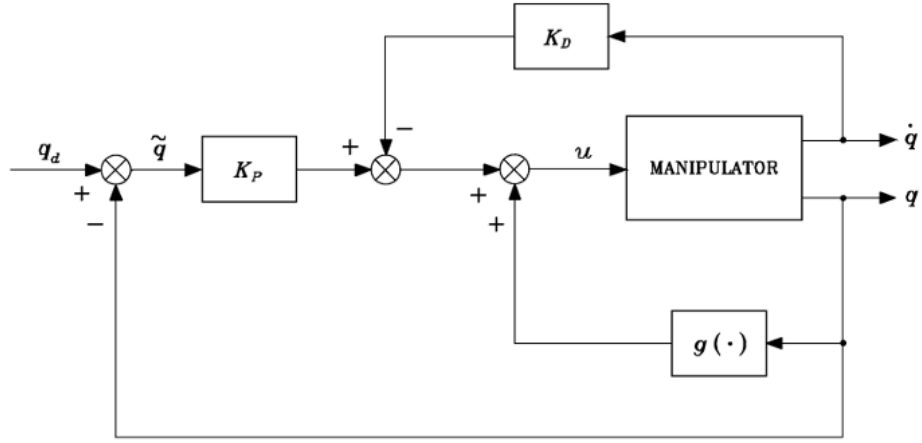 K_D
q_d
+
−
q̃
K_P
+
−
+
+
u
MANIPULATOR
q̇
q
g(·)